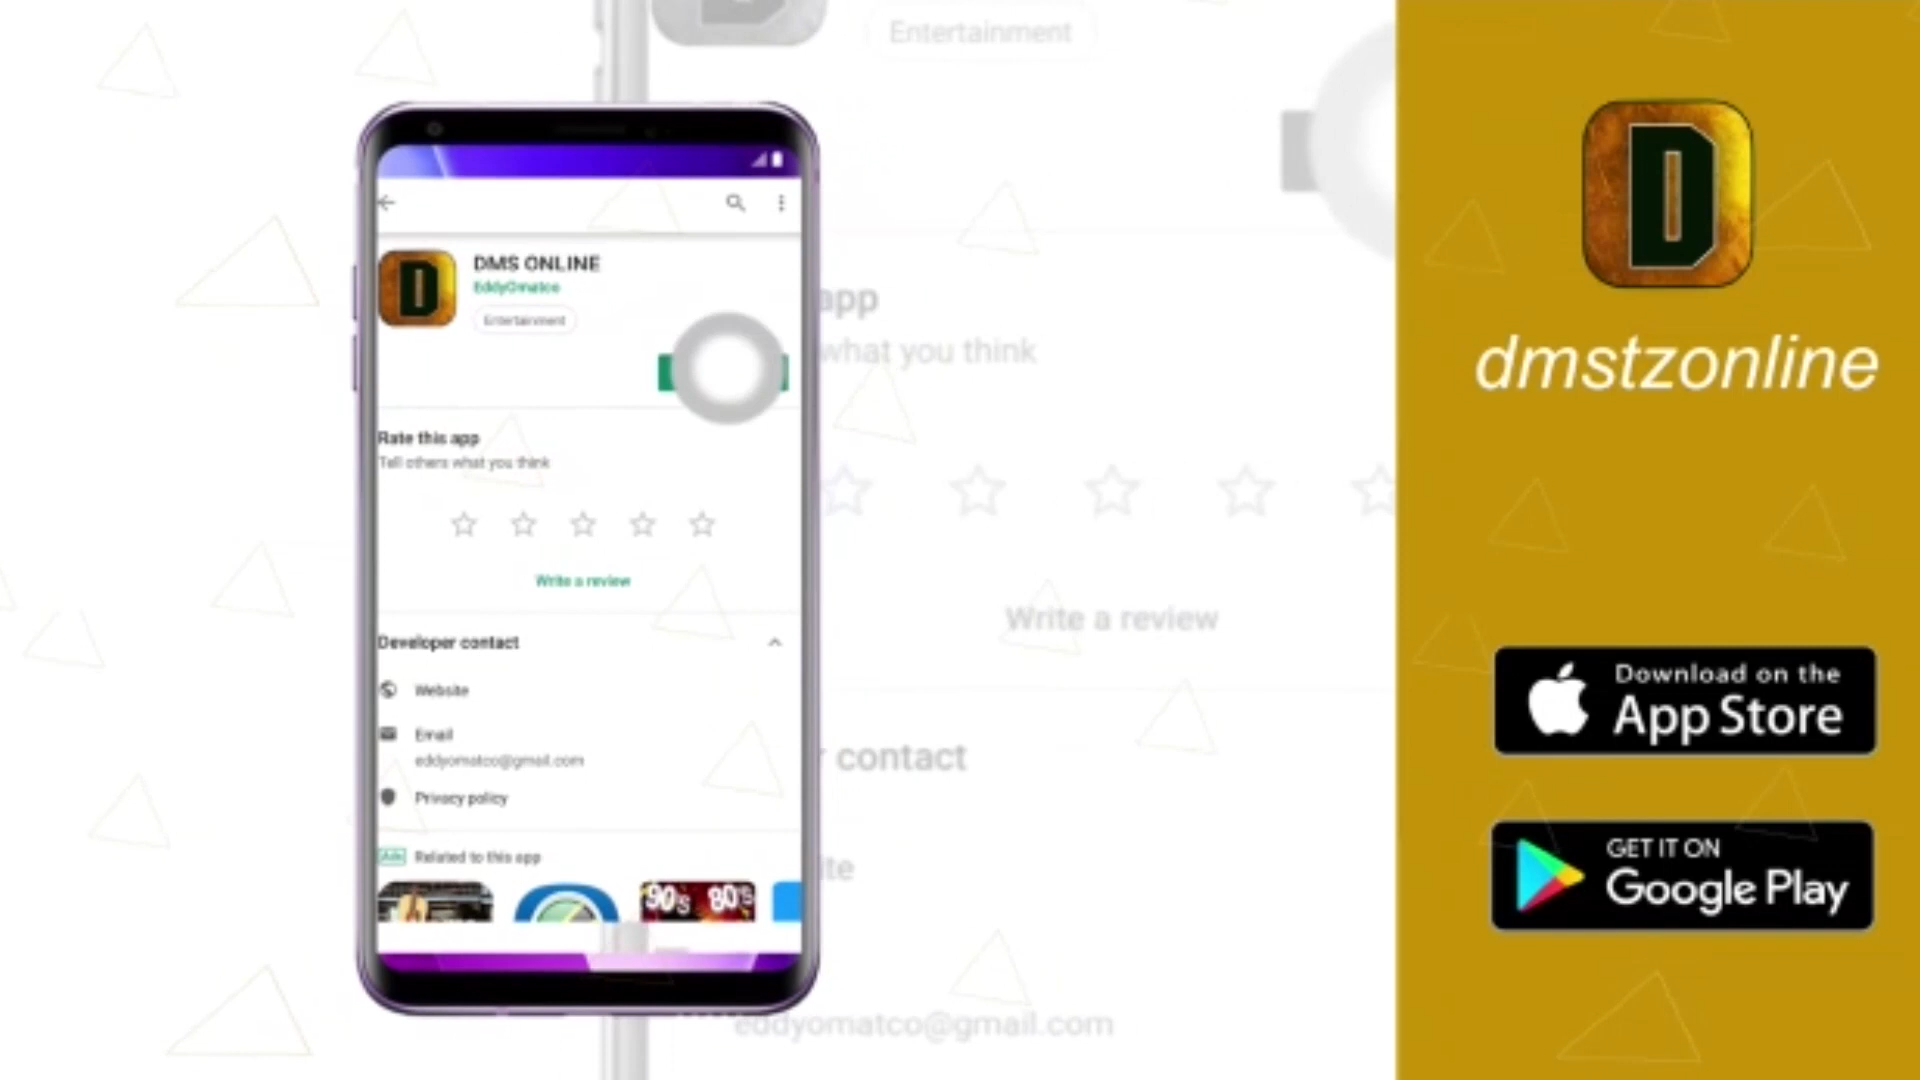 Entertainment
D
DMS ONLINE
EddyOmatco
Entertainment
Rate this app
Tell others what you think
Write a review
Developer contact
Website
Email
eddyomatco@gmail.com
Privacy policy
Ads Related to this app
90's 80's
app
what you think
Write a review
contact
eddyomatco@gmail.com
D
dmstzonline
Download on the
App Store
GET IT ON
Google Play